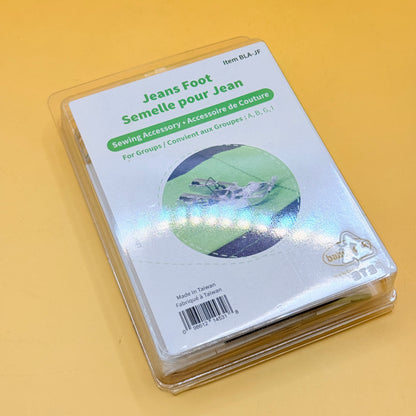 Item BLA-JF
Jeans Foot
Semelle pour Jean
Sewing Accessory • Accessoire de Couture
For Groups / Convient aux Groupes : A, B, G, I
Made in Taiwan
Fabriqué à Taiwan